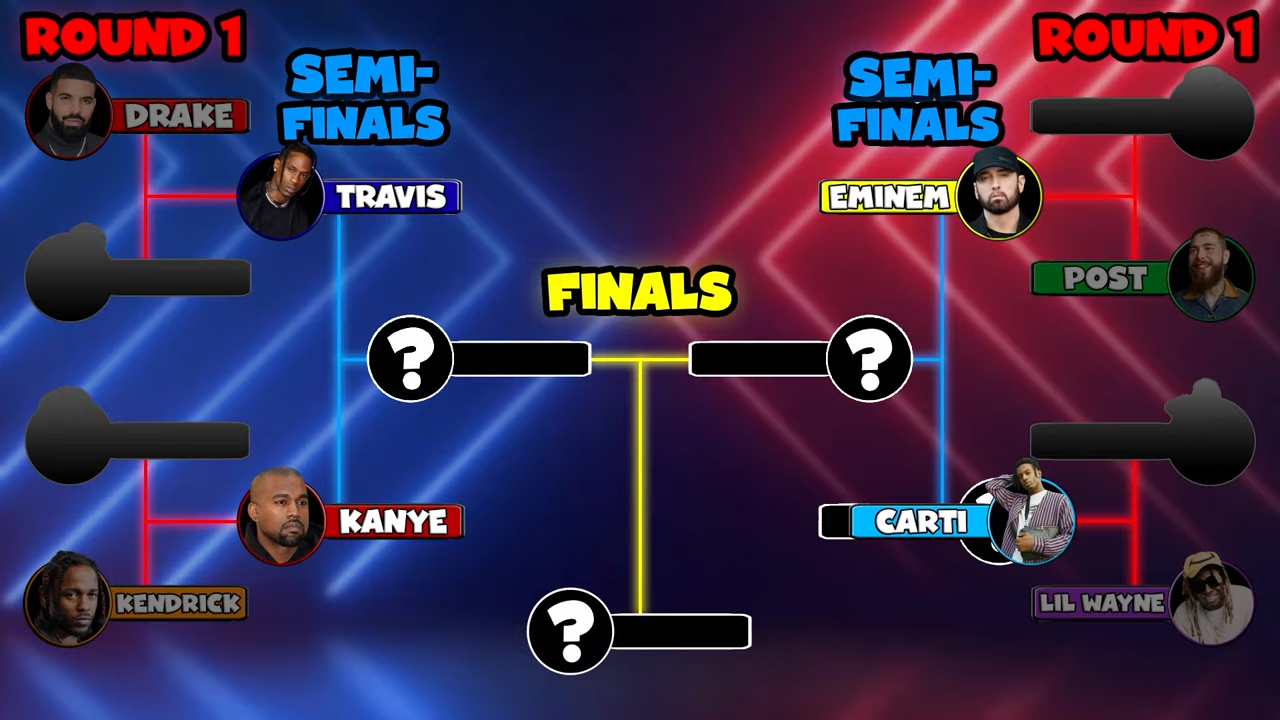 ROUND 1
ROUND 1
SEMI-
FINALS
SEMI-
FINALS
DRAKE
TRAVIS
EMINEM
POST
FINALS
?
?
KANYE
CARTI
KENDRICK
LIL WAYNE
?